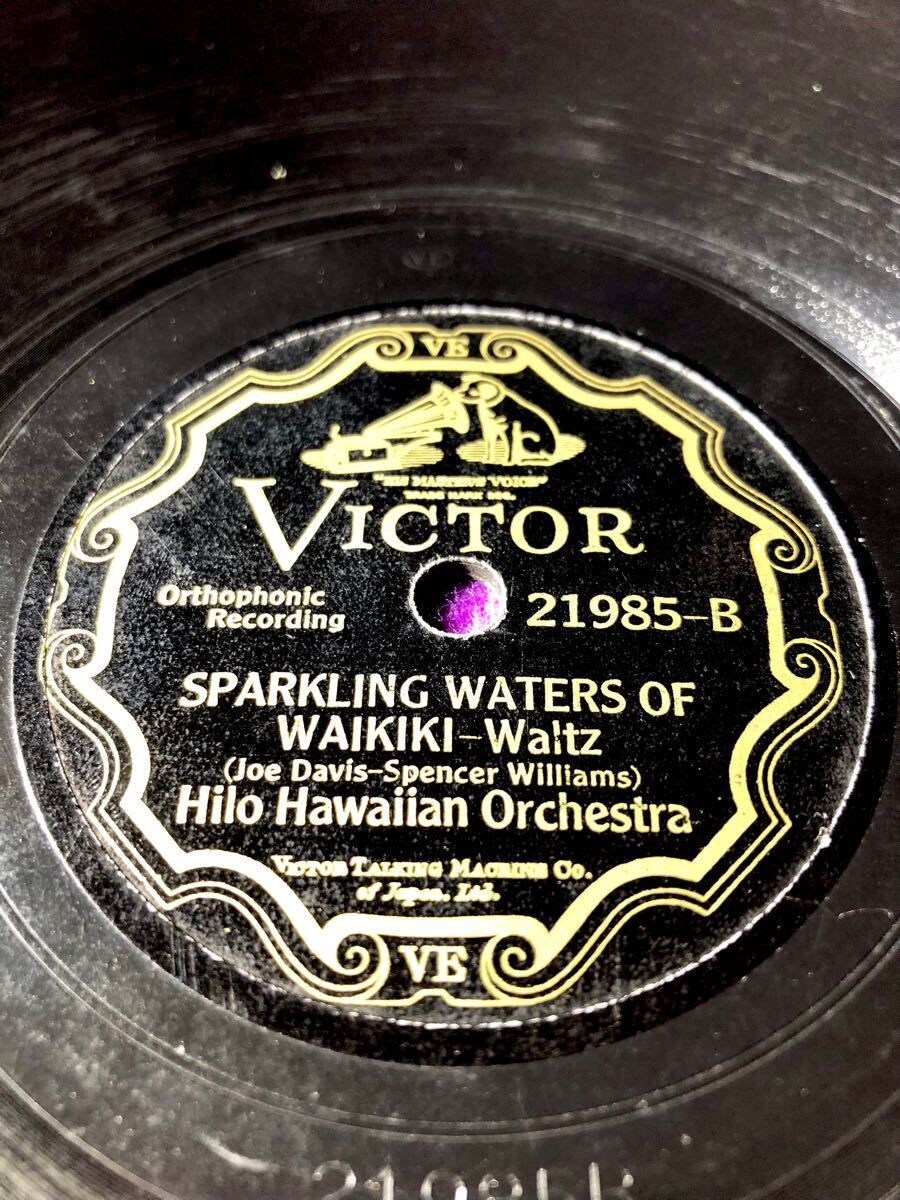 VE
"HIS MASTER'S VOICE"
TRADE MARK REG.
VICTOR
Orthophonic
Recording
21985-B
SPARKLING WATERS OF
WAIKIKI-Waltz
(Joe Davis-Spencer Williams)
Hilo Hawaiian Orchestra
VICTOR TALKING MACHINE CO.
of Japan, Ltd.
VE